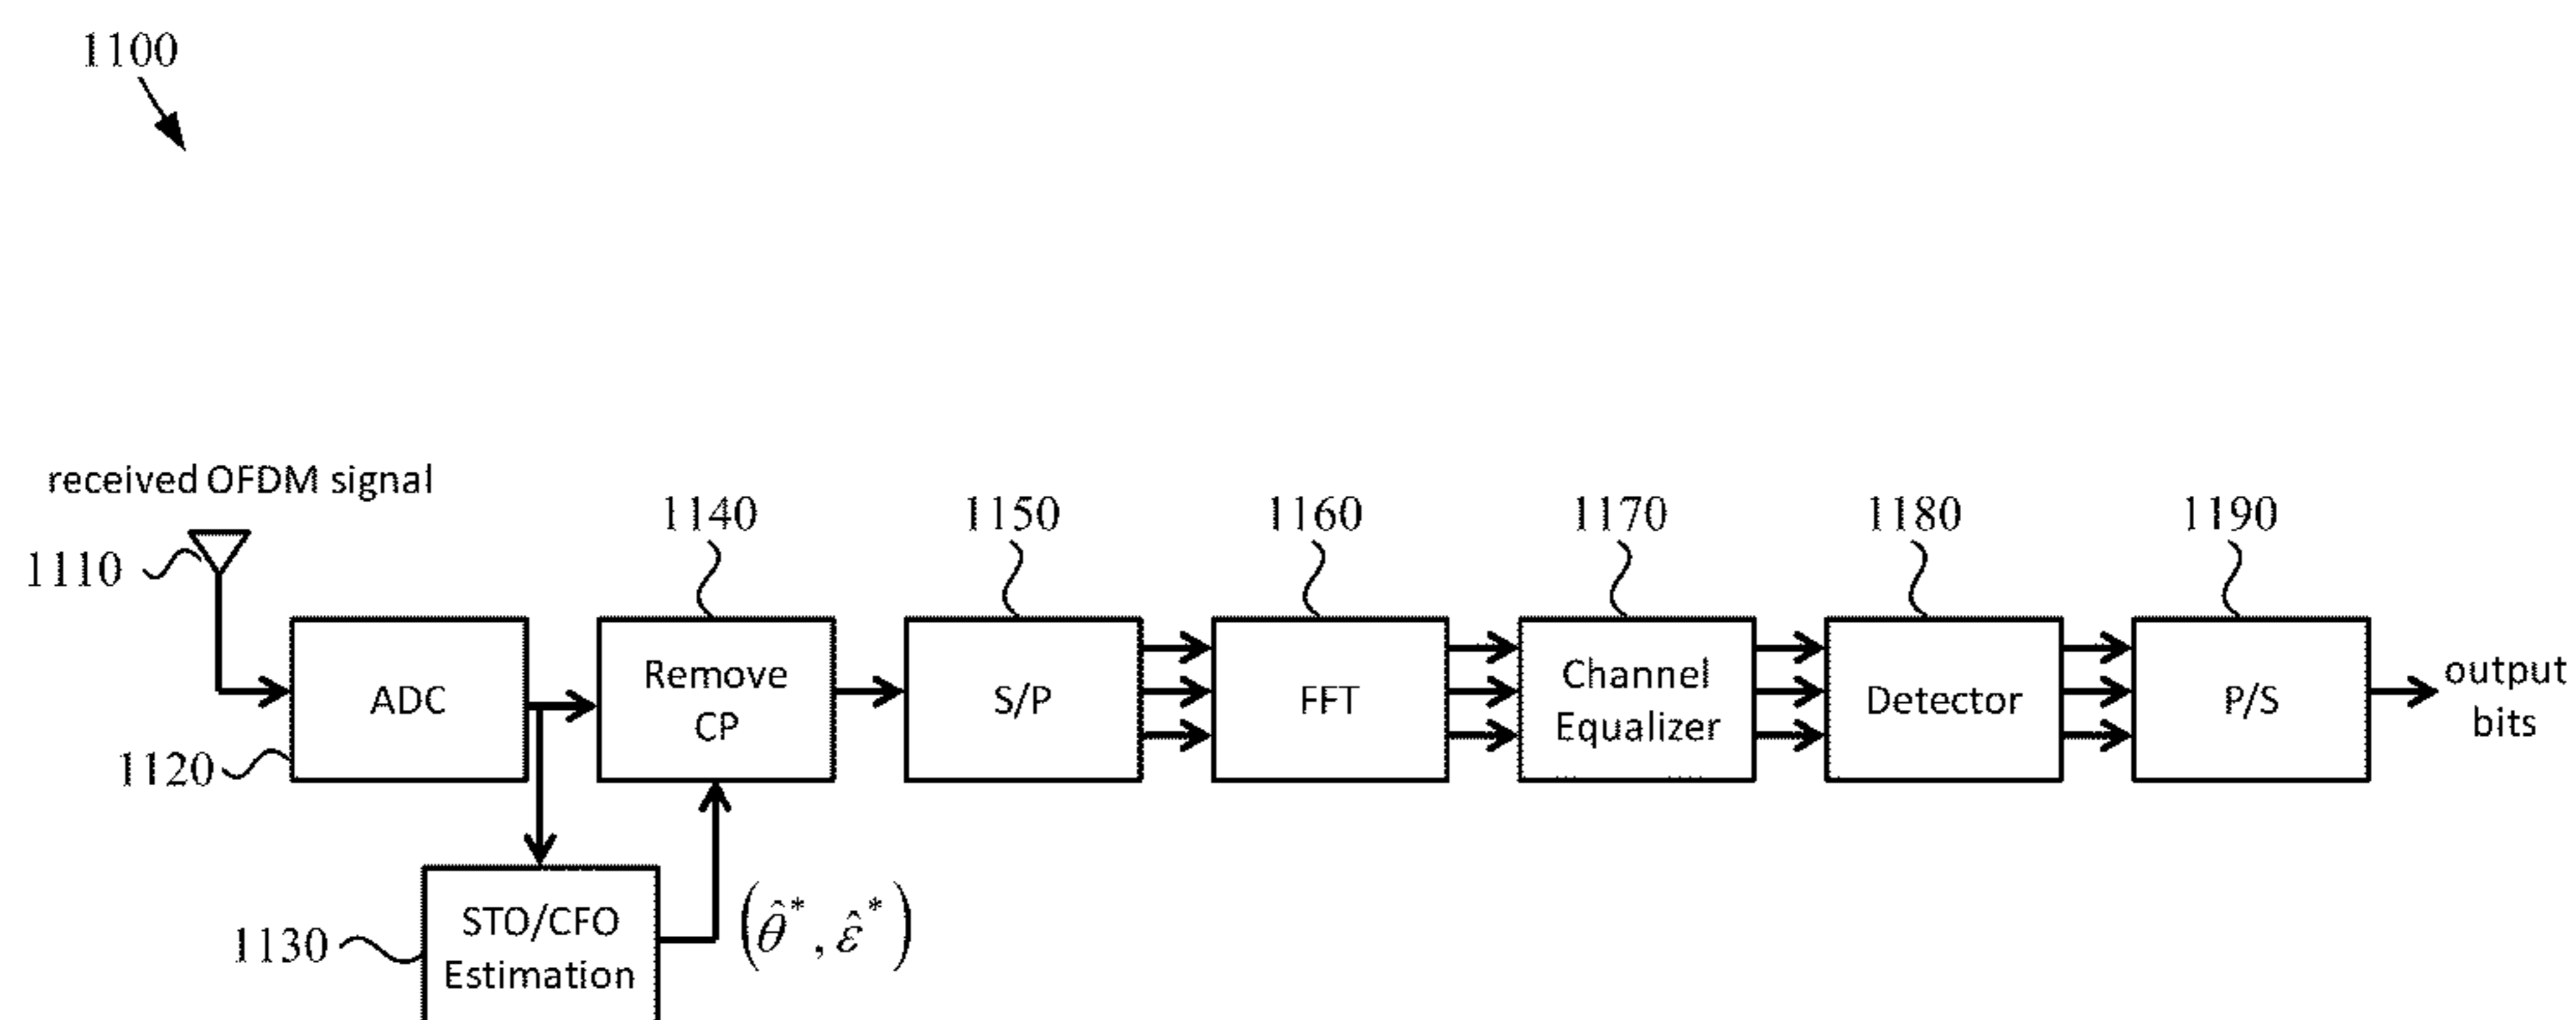 1100
received OFDM signal
1110
1140
1150
1160
1170
1180
1190
ADC
Remove
CP
S/P
FFT
Channel
Equalizer
Detector
P/S
output
bits
1120
STO/CFO
Estimation
1130
(θ̂*, ε̂*)